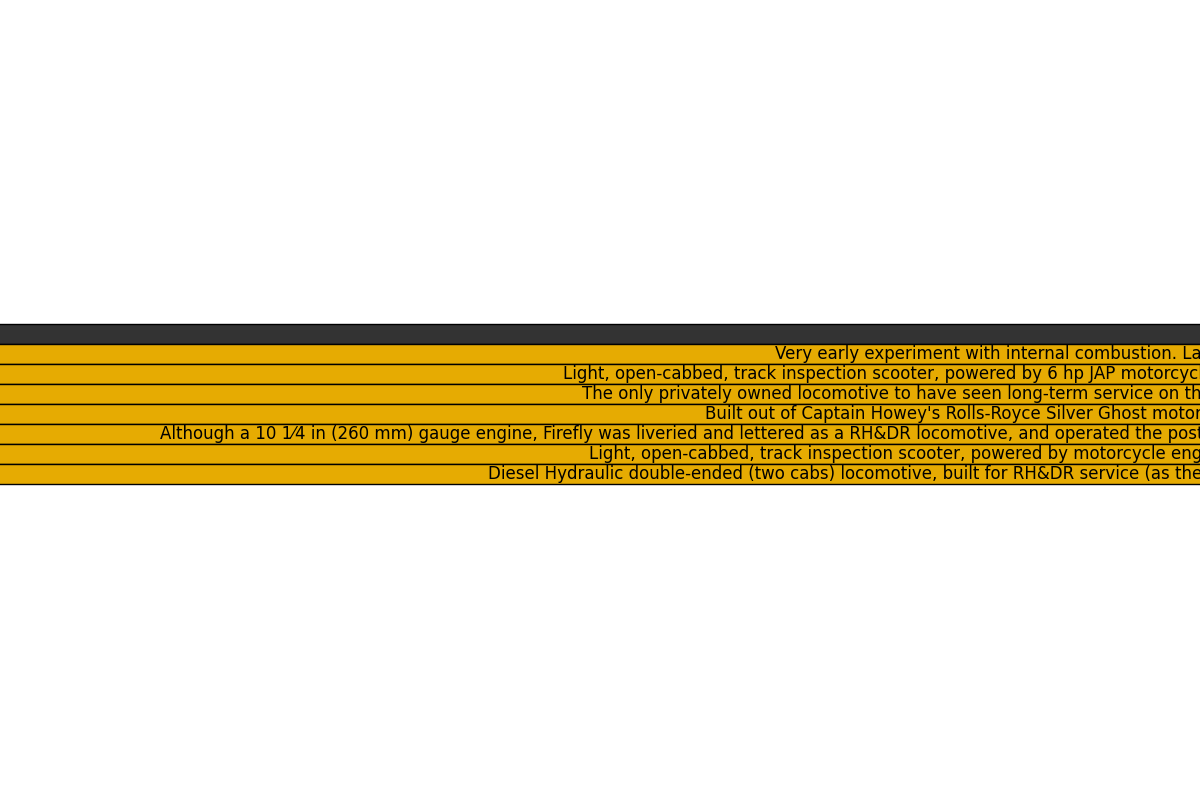 Very early experiment with internal combustion. La
Light, open-cabbed, track inspection scooter, powered by 6 hp JAP motorcyc
The only privately owned locomotive to have seen long-term service on th
Built out of Captain Howey's Rolls-Royce Silver Ghost motor
Although a 10 1⁄4 in (260 mm) gauge engine, Firefly was liveried and lettered as a RH&DR locomotive, and operated the post
Light, open-cabbed, track inspection scooter, powered by motorcycle eng
Diesel Hydraulic double-ended (two cabs) locomotive, built for RH&DR service (as the